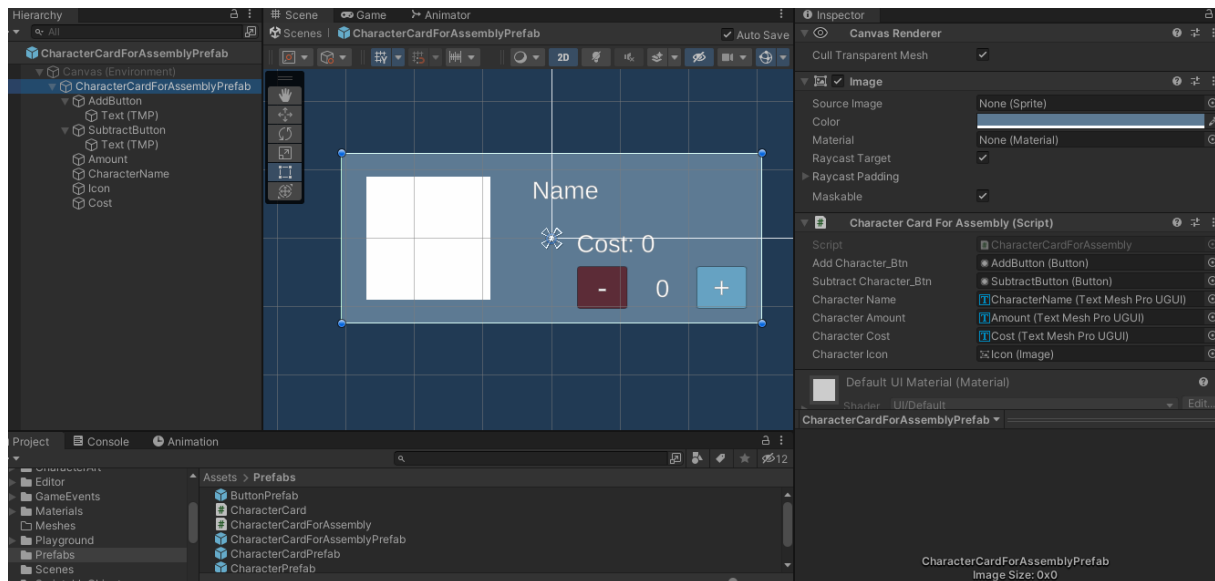 Hierarchy
All
CharacterCardForAssemblyPrefab
Canvas (Environment)
CharacterCardForAssemblyPrefab
AddButton
Text (TMP)
SubtractButton
Text (TMP)
Amount
CharacterName
Icon
Cost
Scene
Game
Animator
Scenes
CharacterCardForAssemblyPrefab
Auto Save
2D
Name
Cost: 0
-
0
+
Inspector
Canvas Renderer
Cull Transparent Mesh
Image
Source Image
None (Sprite)
Color
Material
None (Material)
Raycast Target
Raycast Padding
Maskable
Character Card For Assembly (Script)
Script
CharacterCardForAssembly
Add Character_Btn
AddButton (Button)
Subtract Character_Btn
SubtractButton (Button)
Character Name
CharacterName (Text Mesh Pro UGUI)
Character Amount
Amount (Text Mesh Pro UGUI)
Character Cost
Cost (Text Mesh Pro UGUI)
Character Icon
Icon (Image)
Default UI Material (Material)
Shader
UI/Default
Edit...
CharacterCardForAssemblyPrefab
CharacterCardForAssemblyPrefab
Image Size: 0x0
Project
Console
Animation
12
CharacterArt
Editor
GameEvents
Materials
Meshes
Playground
Prefabs
Scenes
Assets > Prefabs
ButtonPrefab
CharacterCard
CharacterCardForAssembly
CharacterCardForAssemblyPrefab
CharacterCardPrefab
CharacterPrefab